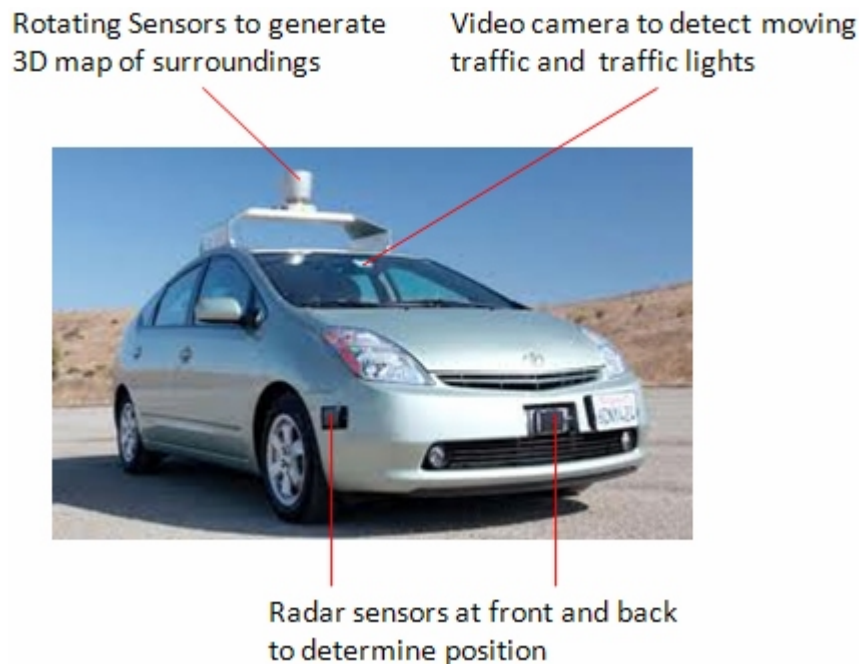 Rotating Sensors to generate
3D map of surroundings
Video camera to detect moving
traffic and traffic lights
Radar sensors at front and back
to determine position